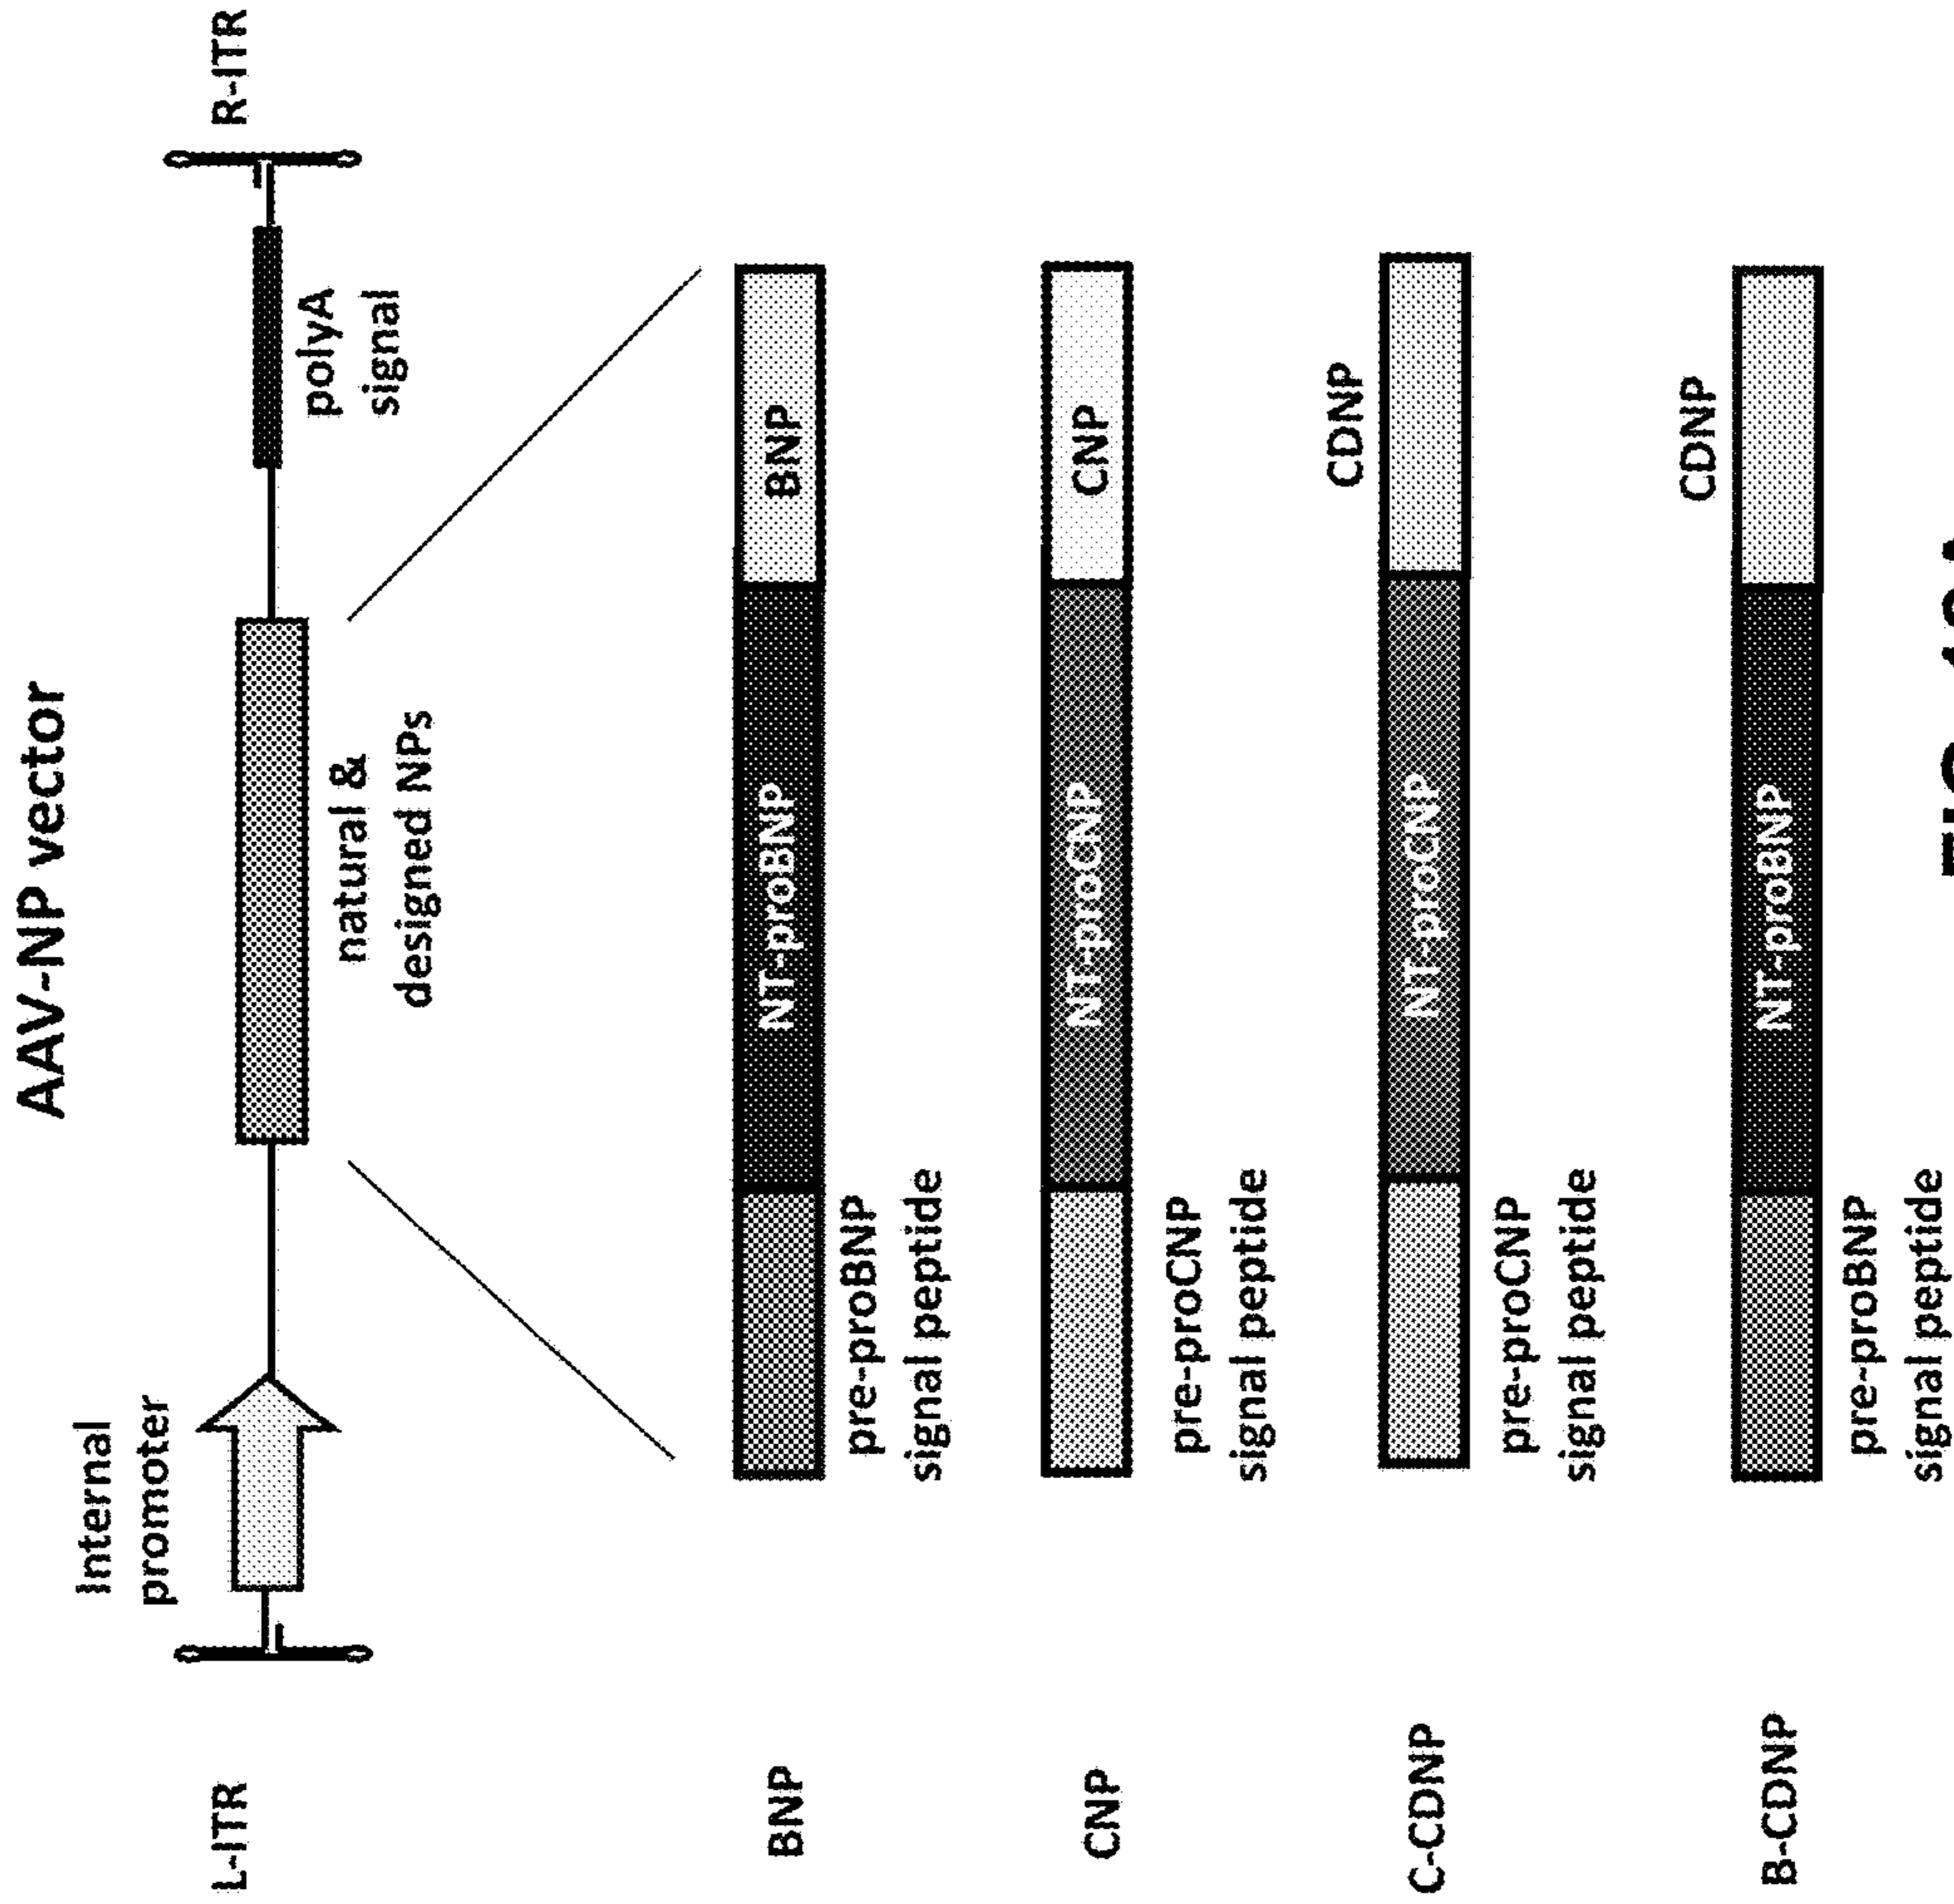 AAV-NP vector
L-ITR
Internal
promoter
natural &
designed NPs
polyA
signal
R-ITR
BNP
NT-proBNP
BNP
pre-proBNP
signal peptide
CNP
NT-proCNP
CNP
pre-proCNP
signal peptide
C-CDNP
NT-proCNP
CDNP
pre-proCNP
signal peptide
B-CDNP
NT-proBNP
CDNP
pre-proBNP
signal peptide